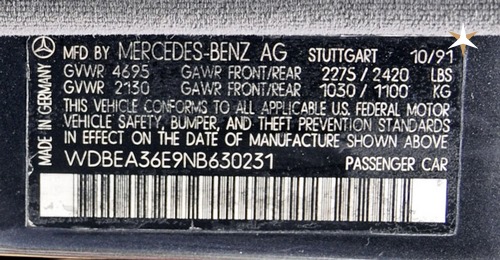 MFD BY MERCEDES-BENZ AG STUTTGART 10/91
GVWR 4695 GAWR FRONT/REAR 2275/2420 LBS
GVWR 2130 GAWR FRONT/REAR 1030/1100 KG
THIS VEHICLE CONFORMS TO ALL APPLICABLE U.S. FEDERAL MOTOR
VEHICLE SAFETY, BUMPER, AND THEFT PREVENTION STANDARDS
IN EFFECT ON THE DATE OF MANUFACTURE SHOWN ABOVE
WDBEA36E9NB630231 PASSENGER CAR
MADE IN GERMANY